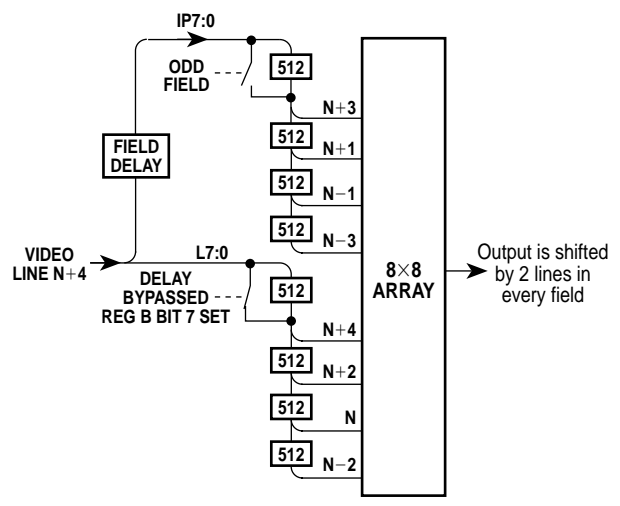 IP7:0
ODD
FIELD
512
N+3
512
N+1
FIELD
DELAY
512
N−1
512
N−3
VIDEO
LINE N+4
L7:0
DELAY
BYPASSED
REG B BIT 7 SET
512
N+4
512
N+2
512
N
512
N−2
8×8
ARRAY
Output is shifted
by 2 lines in
every field